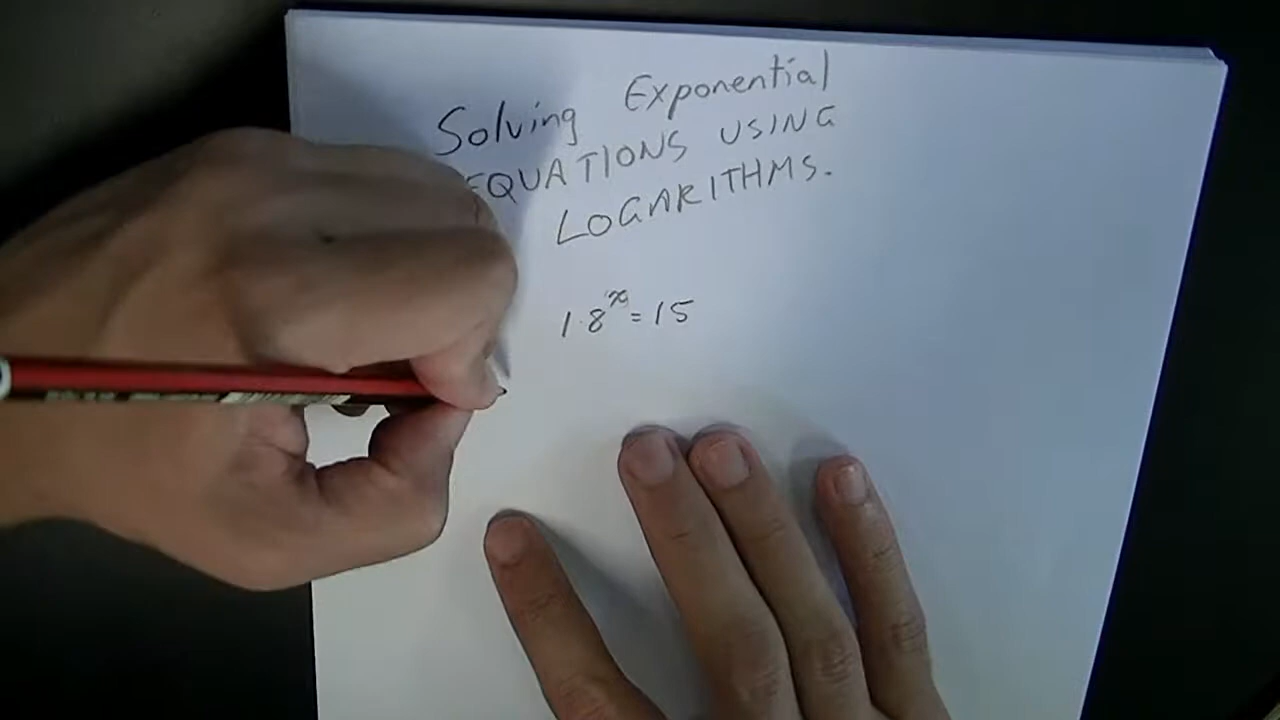 Solving Exponential
EQUATIONS USING
LOGARITHMS.
1.8^x = 15